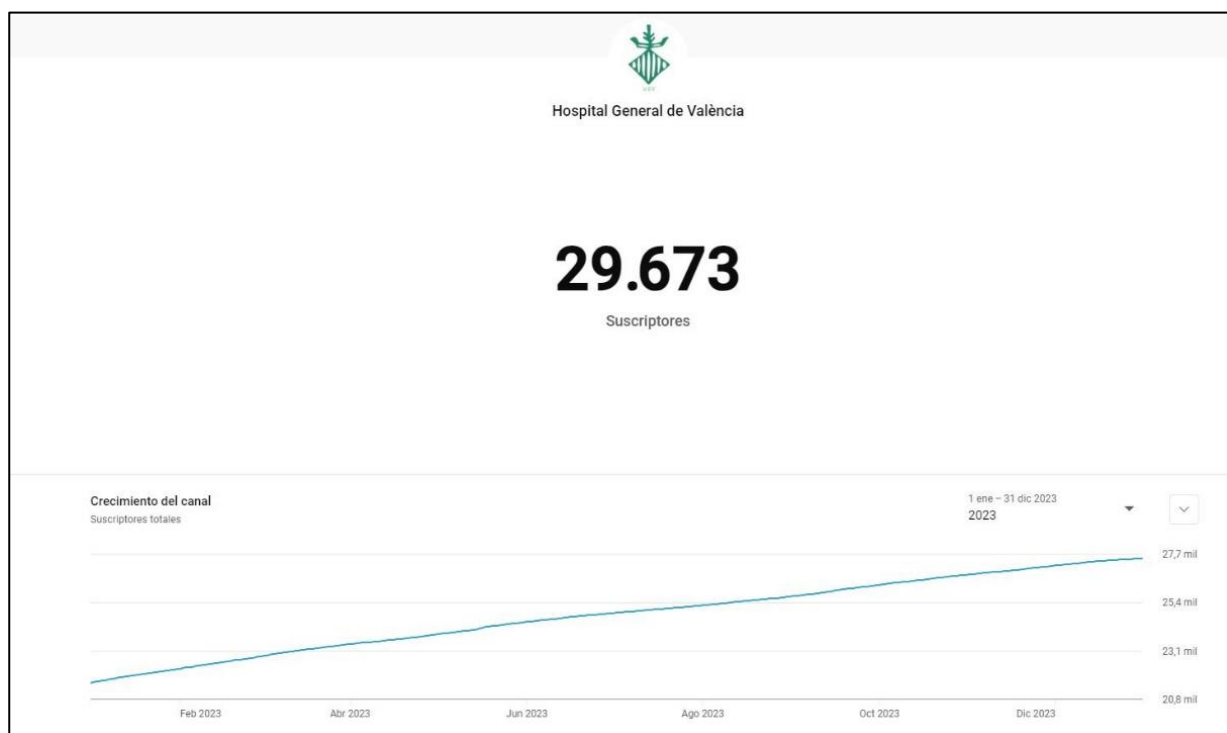 Hospital General de València
29.673
Suscriptores
Crecimiento del canal
Suscriptores totales
1 ene – 31 dic 2023
2023
27,7 mil
25,4 mil
23,1 mil
20,8 mil
Feb 2023 Abr 2023 Jun 2023 Ago 2023 Oct 2023 Dic 2023